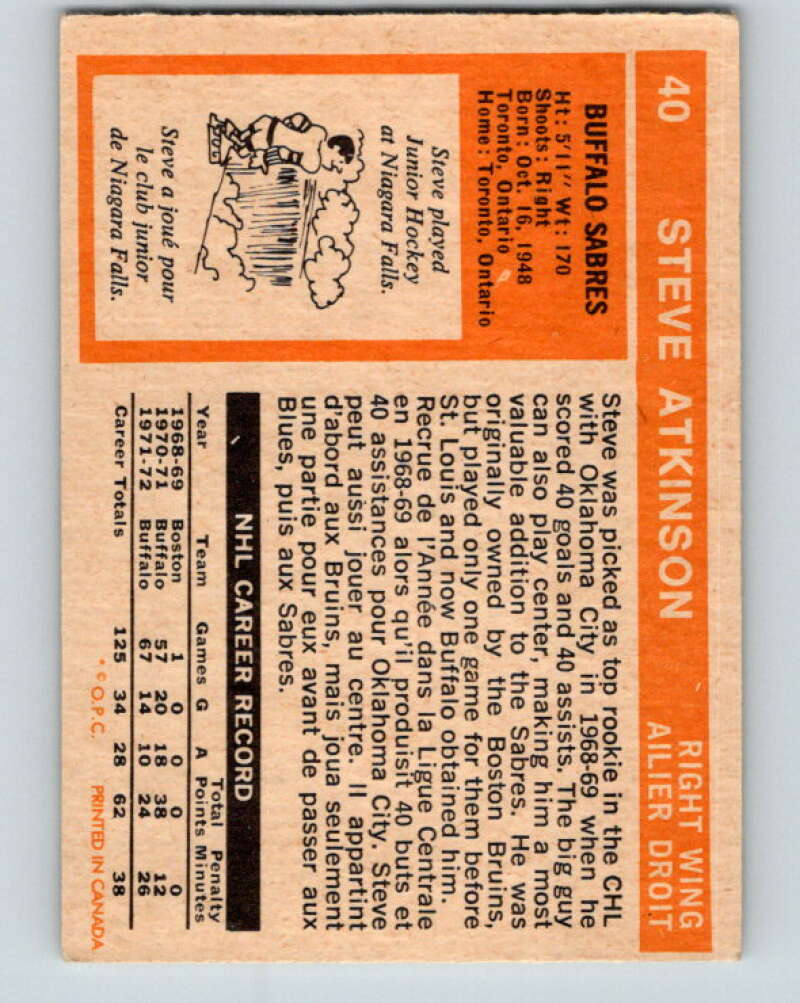 40 STEVE ATKINSON
RIGHT WING
AILIER DROIT
BUFFALO SABRES
Ht: 5'11" Wt: 170
Shoots: Right
Born: Oct. 16, 1948
Toronto, Ontario
Home: Toronto, Ontario
Steve played
Junior Hockey
at Niagara Falls.
Steve a joué pour
le club junior
de Niagara Falls.
Steve was picked as top rookie in the CHL
with Oklahoma City in 1968-69 when he
scored 40 goals and 40 assists. The big guy
can also play center, making him a most
valuable addition to the Sabres. He was
originally owned by the Boston Bruins,
but played only one game for them before
St. Louis and now Buffalo obtained him.
Recrue de l'Année dans la Ligue Centrale
en 1968-69 alors qu'il produisit 40 buts et
40 assistances pour Oklahoma City. Steve
peut aussi jouer au centre. Il appartint
d'abord aux Bruins, mais joua seulement
une partie pour eux avant de passer aux
Blues, puis aux Sabres.
NHL CAREER RECORD
Total Penalty
Year Team Games G A Points Minutes
1968-69 Boston 1 0 0 0 0
1970-71 Buffalo 57 20 18 38 12
1971-72 Buffalo 67 14 10 24 26
Career Totals 125 34 28 62 38
* © O.P.C. PRINTED IN CANADA